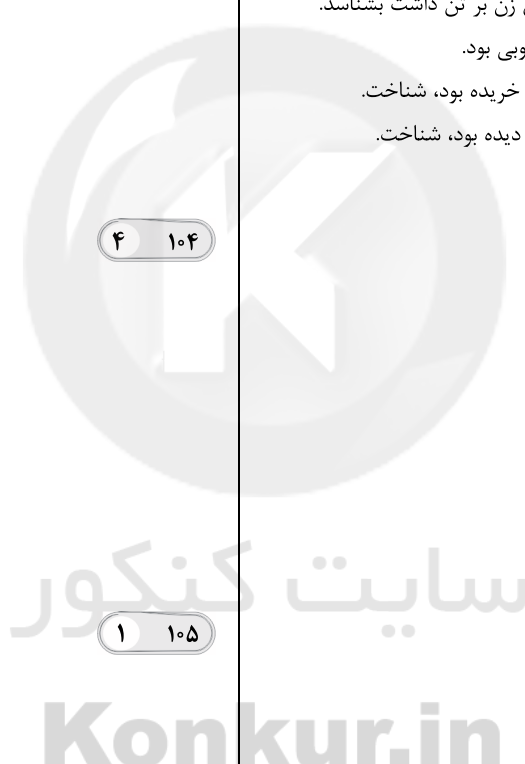 زن بر تن داشت بشناسد.
بود.
خریده بود، شناخت.
دیده بود، شناخت.
۱۰۴ ۴
سایت کنکور
۱۰۵ ۱
Konkur.in